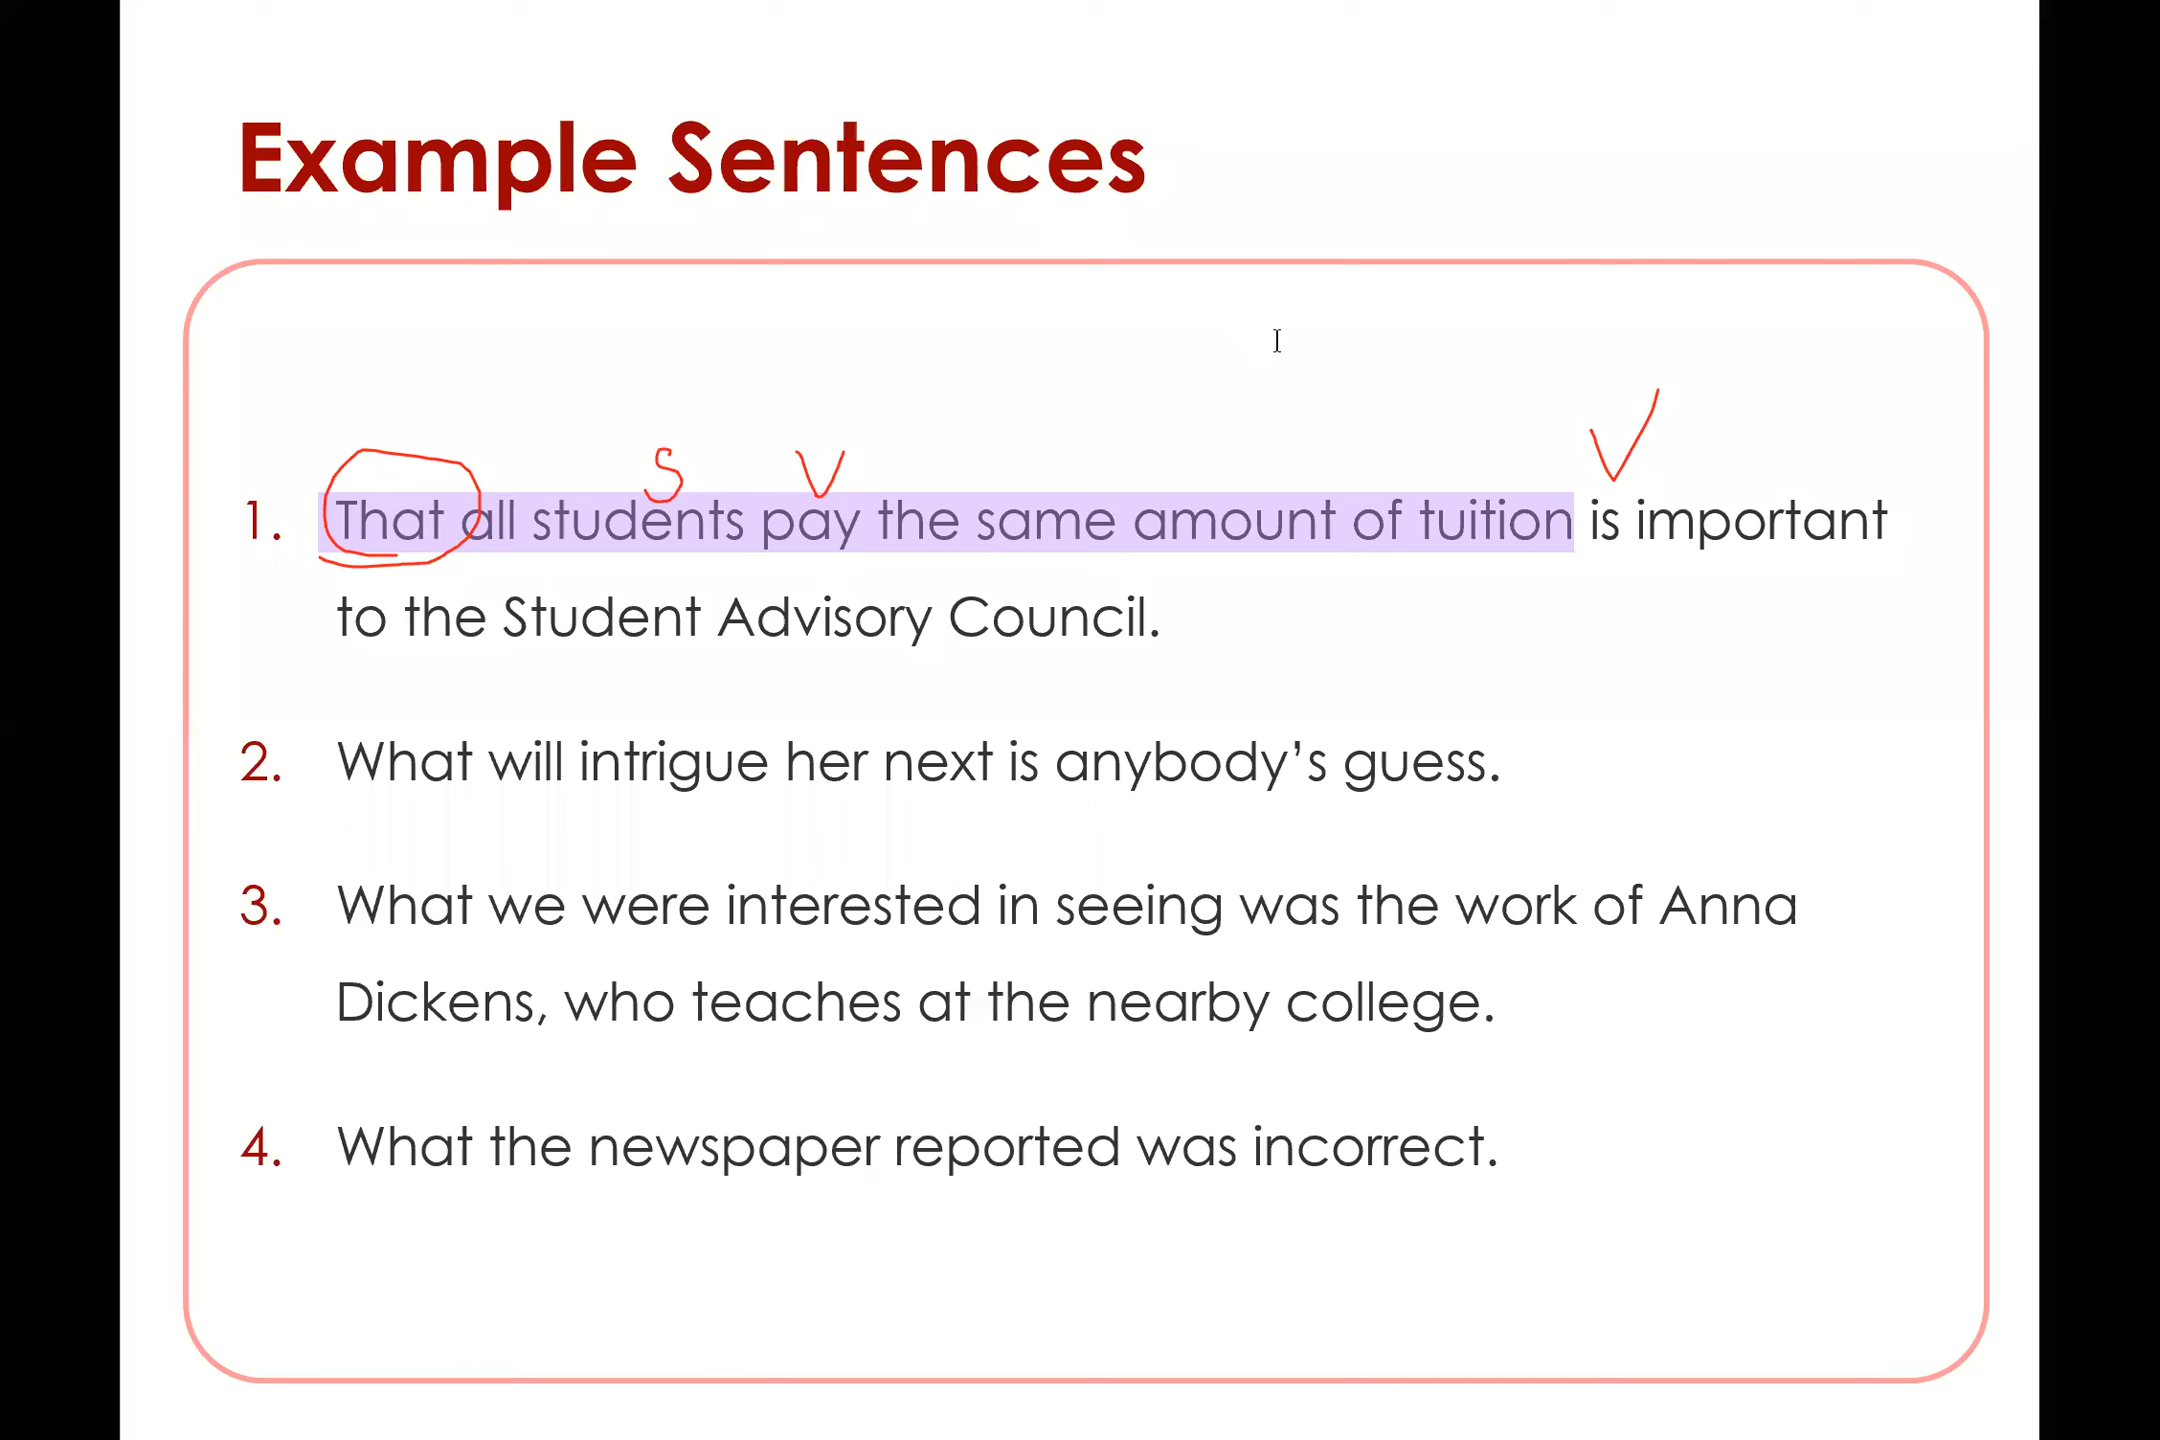 Example Sentences
S V V
1. That all students pay the same amount of tuition is important
to the Student Advisory Council.
2. What will intrigue her next is anybody’s guess.
3. What we were interested in seeing was the work of Anna
Dickens, who teaches at the nearby college.
4. What the newspaper reported was incorrect.